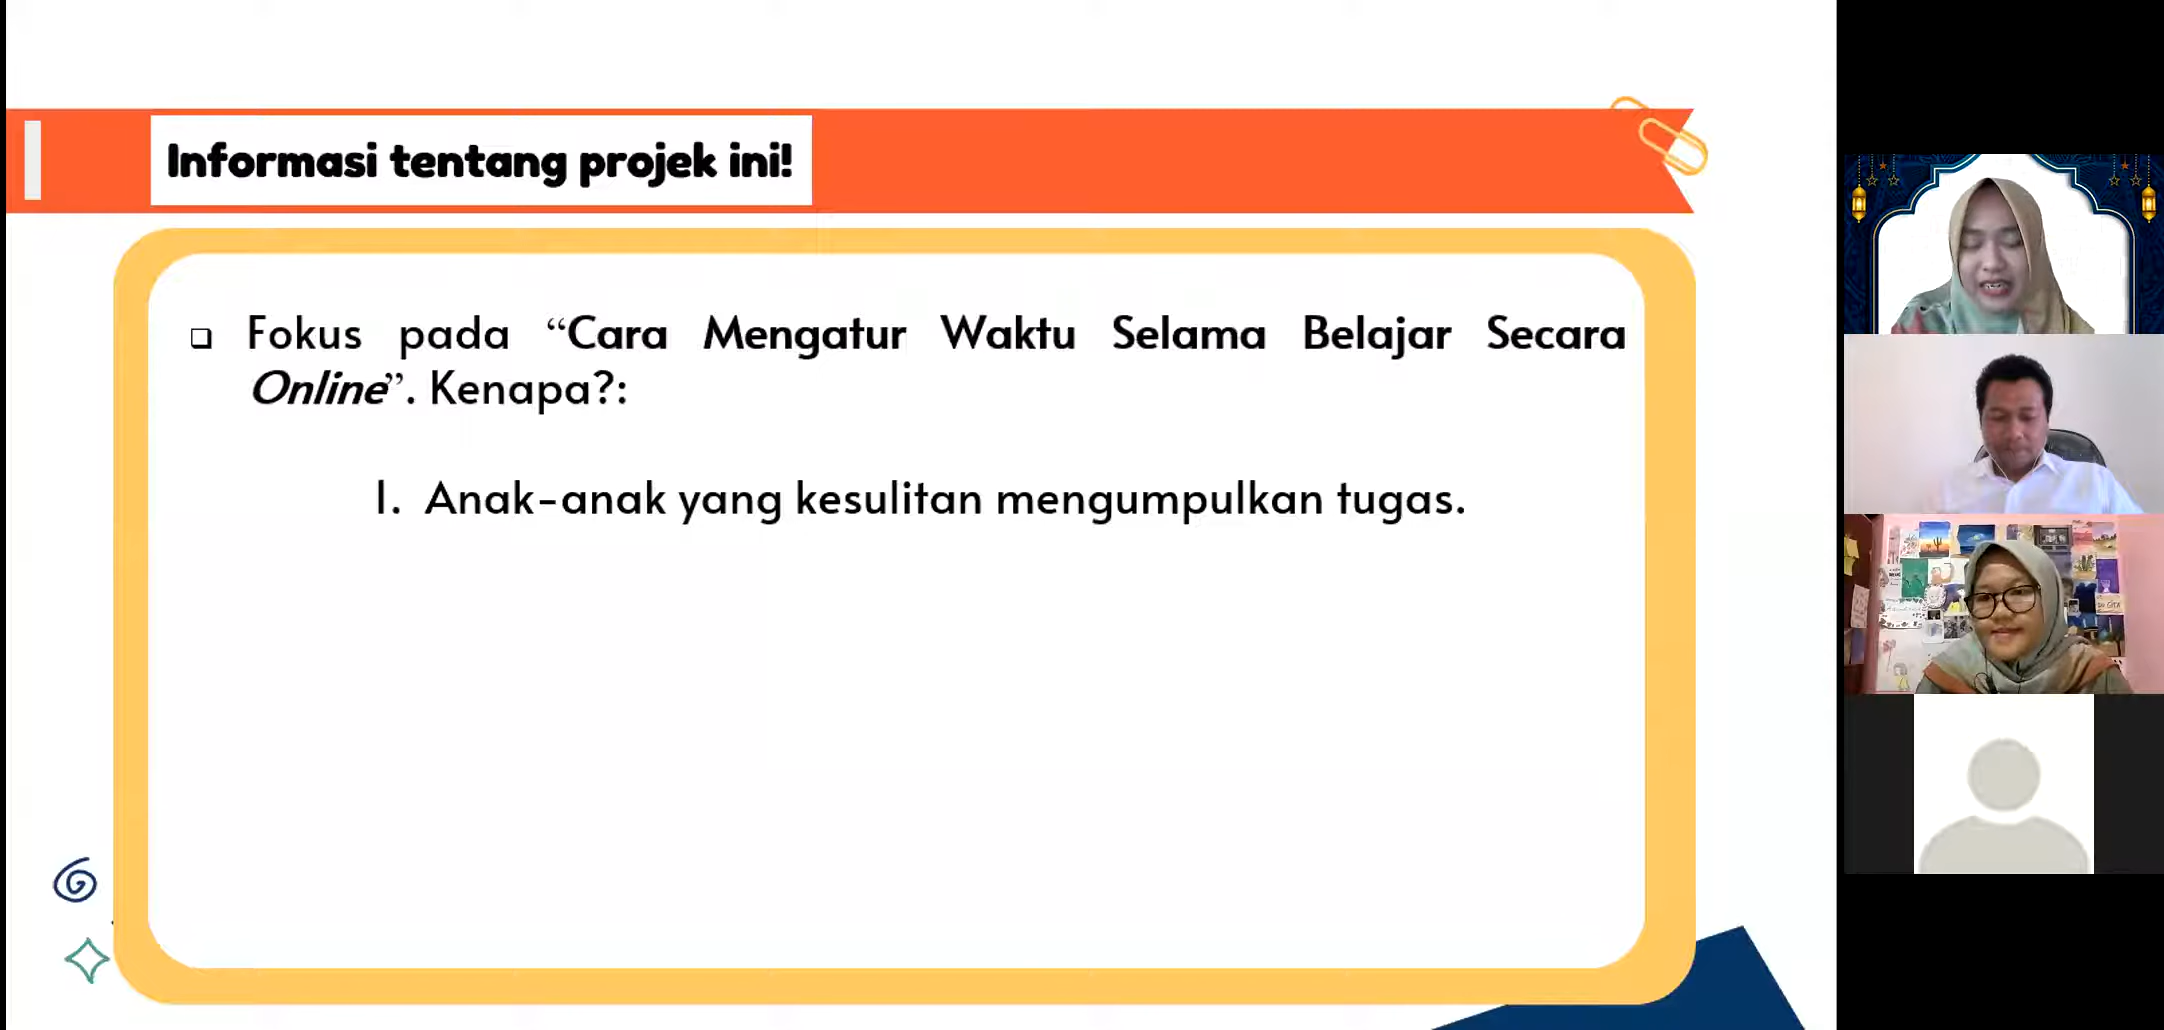 Informasi tentang projek ini!
❑ Fokus pada “Cara Mengatur Waktu Selama Belajar Secara
Online”. Kenapa?:
1. Anak-anak yang kesulitan mengumpulkan tugas.